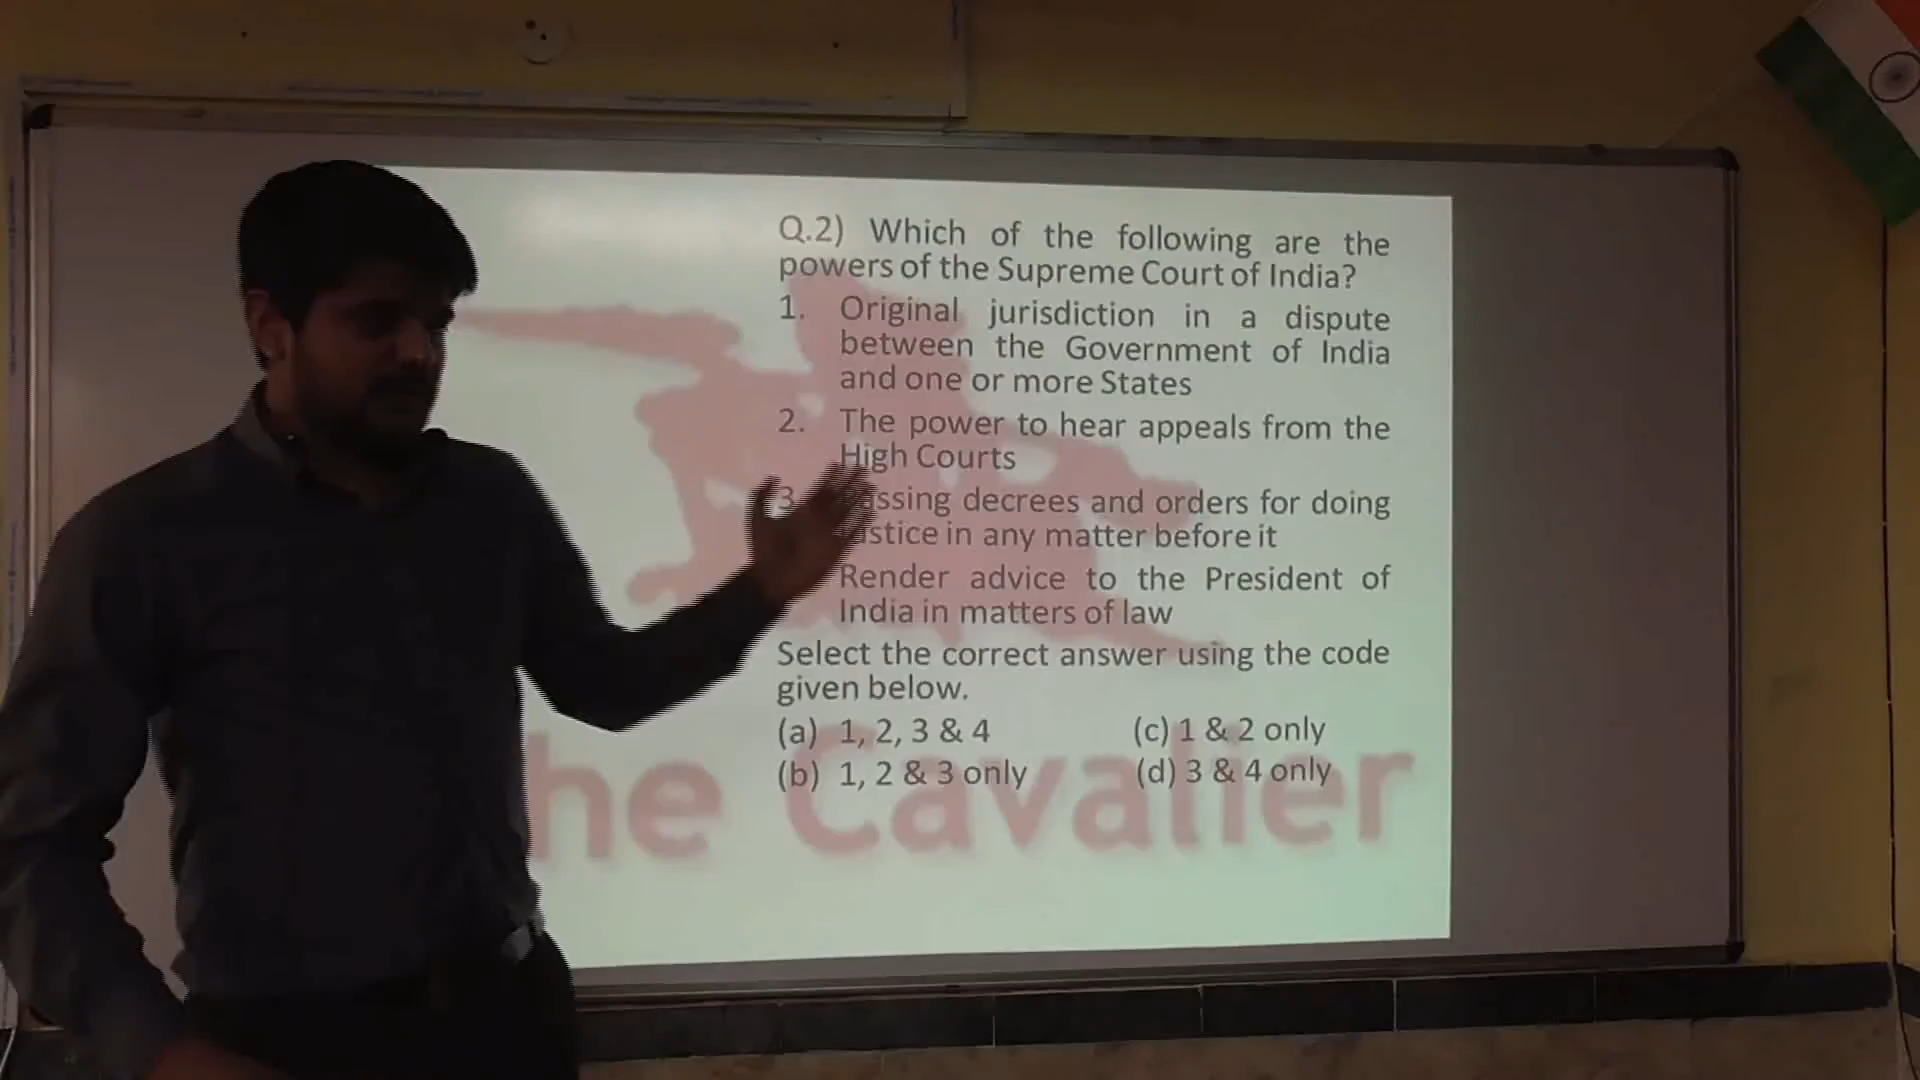 Q.2) Which of the following are the
powers of the Supreme Court of India?
1. Original jurisdiction in a dispute
between the Government of India
and one or more States
2. The power to hear appeals from the
High Courts
3. decrees and orders for doing
in any matter before it
Render advice to the President of
India in matters of law
Select the correct answer using the code
given below.
(a) 1, 2, 3 & 4 (c) 1 & 2 only
(b) 1, 2 & 3 only (d) 3 & 4 only
he Cavalier